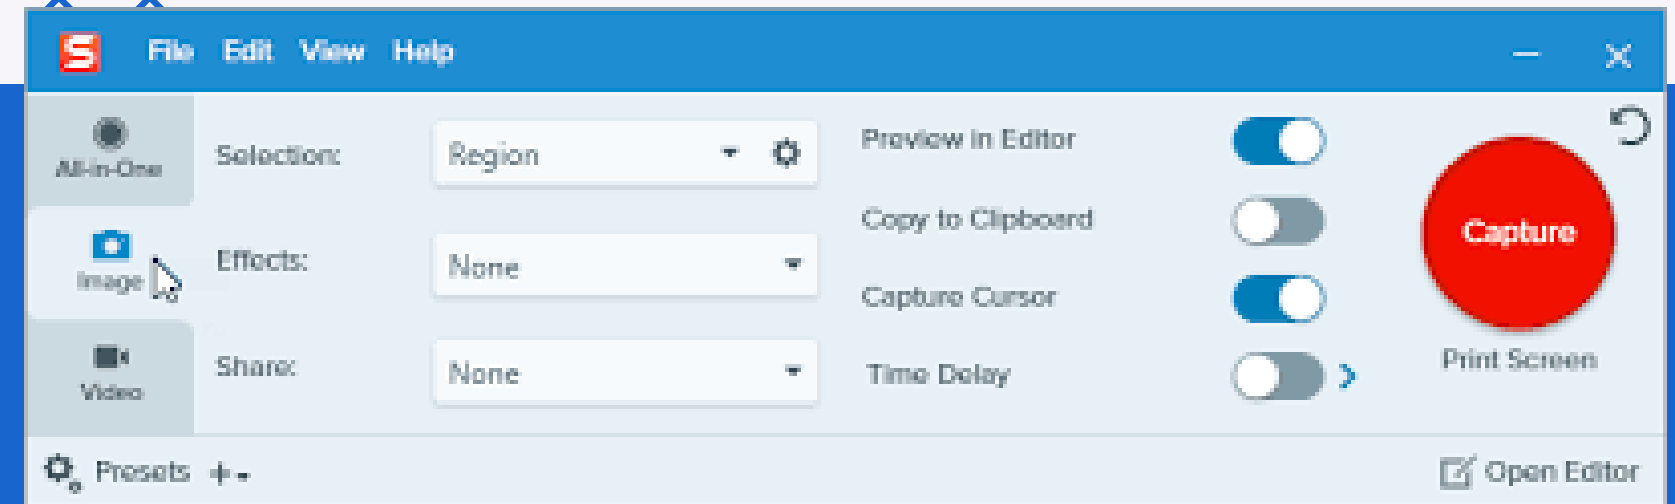 S File Edit View Help
All-in-One
Image
Video
Selection: Region
Effects: None
Share: None
Preview in Editor
Copy to Clipboard
Capture Cursor
Time Delay
Capture
Print Screen
Presets
Open Editor